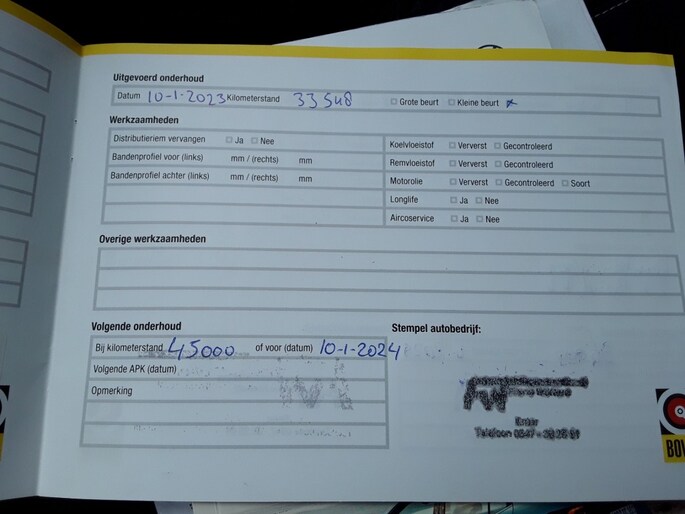 Uitgevoerd onderhoud
Datum 10-1-2023 Kilometerstand 33548 Grote beurt Kleine beurt x
Werkzaamheden
Distributieriem vervangen Ja Nee
Bandenprofiel voor (links) mm / (rechts) mm
Bandenprofiel achter (links) mm / (rechts) mm
Koelvloeistof Ververst Gecontroleerd
Remvloeistof Ververst Gecontroleerd
Motorolie Ververst Gecontroleerd Soort
Longlife Ja Nee
Aircoservice Ja Nee
Overige werkzaamheden
Volgende onderhoud
Bij kilometerstand 45000 of voor (datum) 10-1-2024
Volgende APK (datum)
Opmerking
Stempel autobedrijf:
Enter
Telefoon
BOV